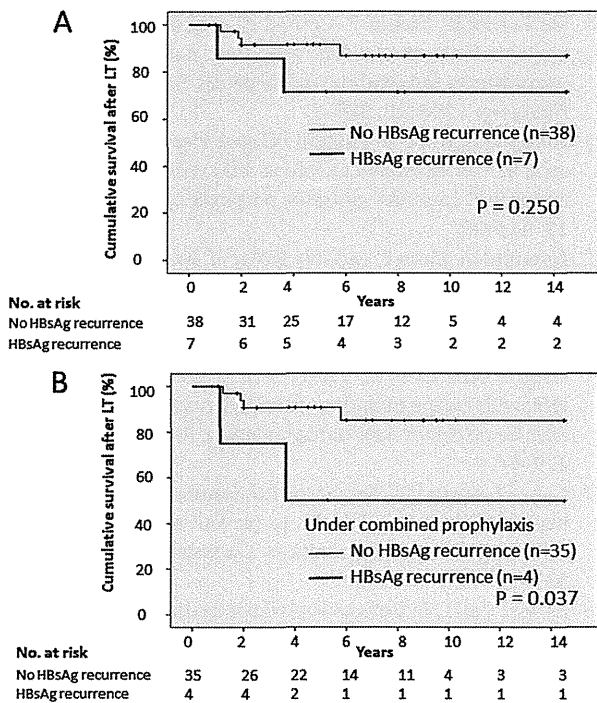 A
Cumulative survival after LT (%)
100
80
60
40
20
0
No HBsAg recurrence (n=38)
HBsAg recurrence (n=7)
P = 0.250
0 2 4 6 8 10 12 14
Years
No. at risk
No HBsAg recurrence 38 31 25 17 12 5 4 4
HBsAg recurrence 7 6 5 4 3 2 2 2
B
Cumulative survival after LT (%)
100
80
60
40
20
0
Under combined prophylaxis
No HBsAg recurrence (n=35)
HBsAg recurrence (n=4)
P = 0.037
0 2 4 6 8 10 12 14
Years
No. at risk
No HBsAg recurrence 35 26 22 14 11 4 3 3
HBsAg recurrence 4 4 2 1 1 1 1 1